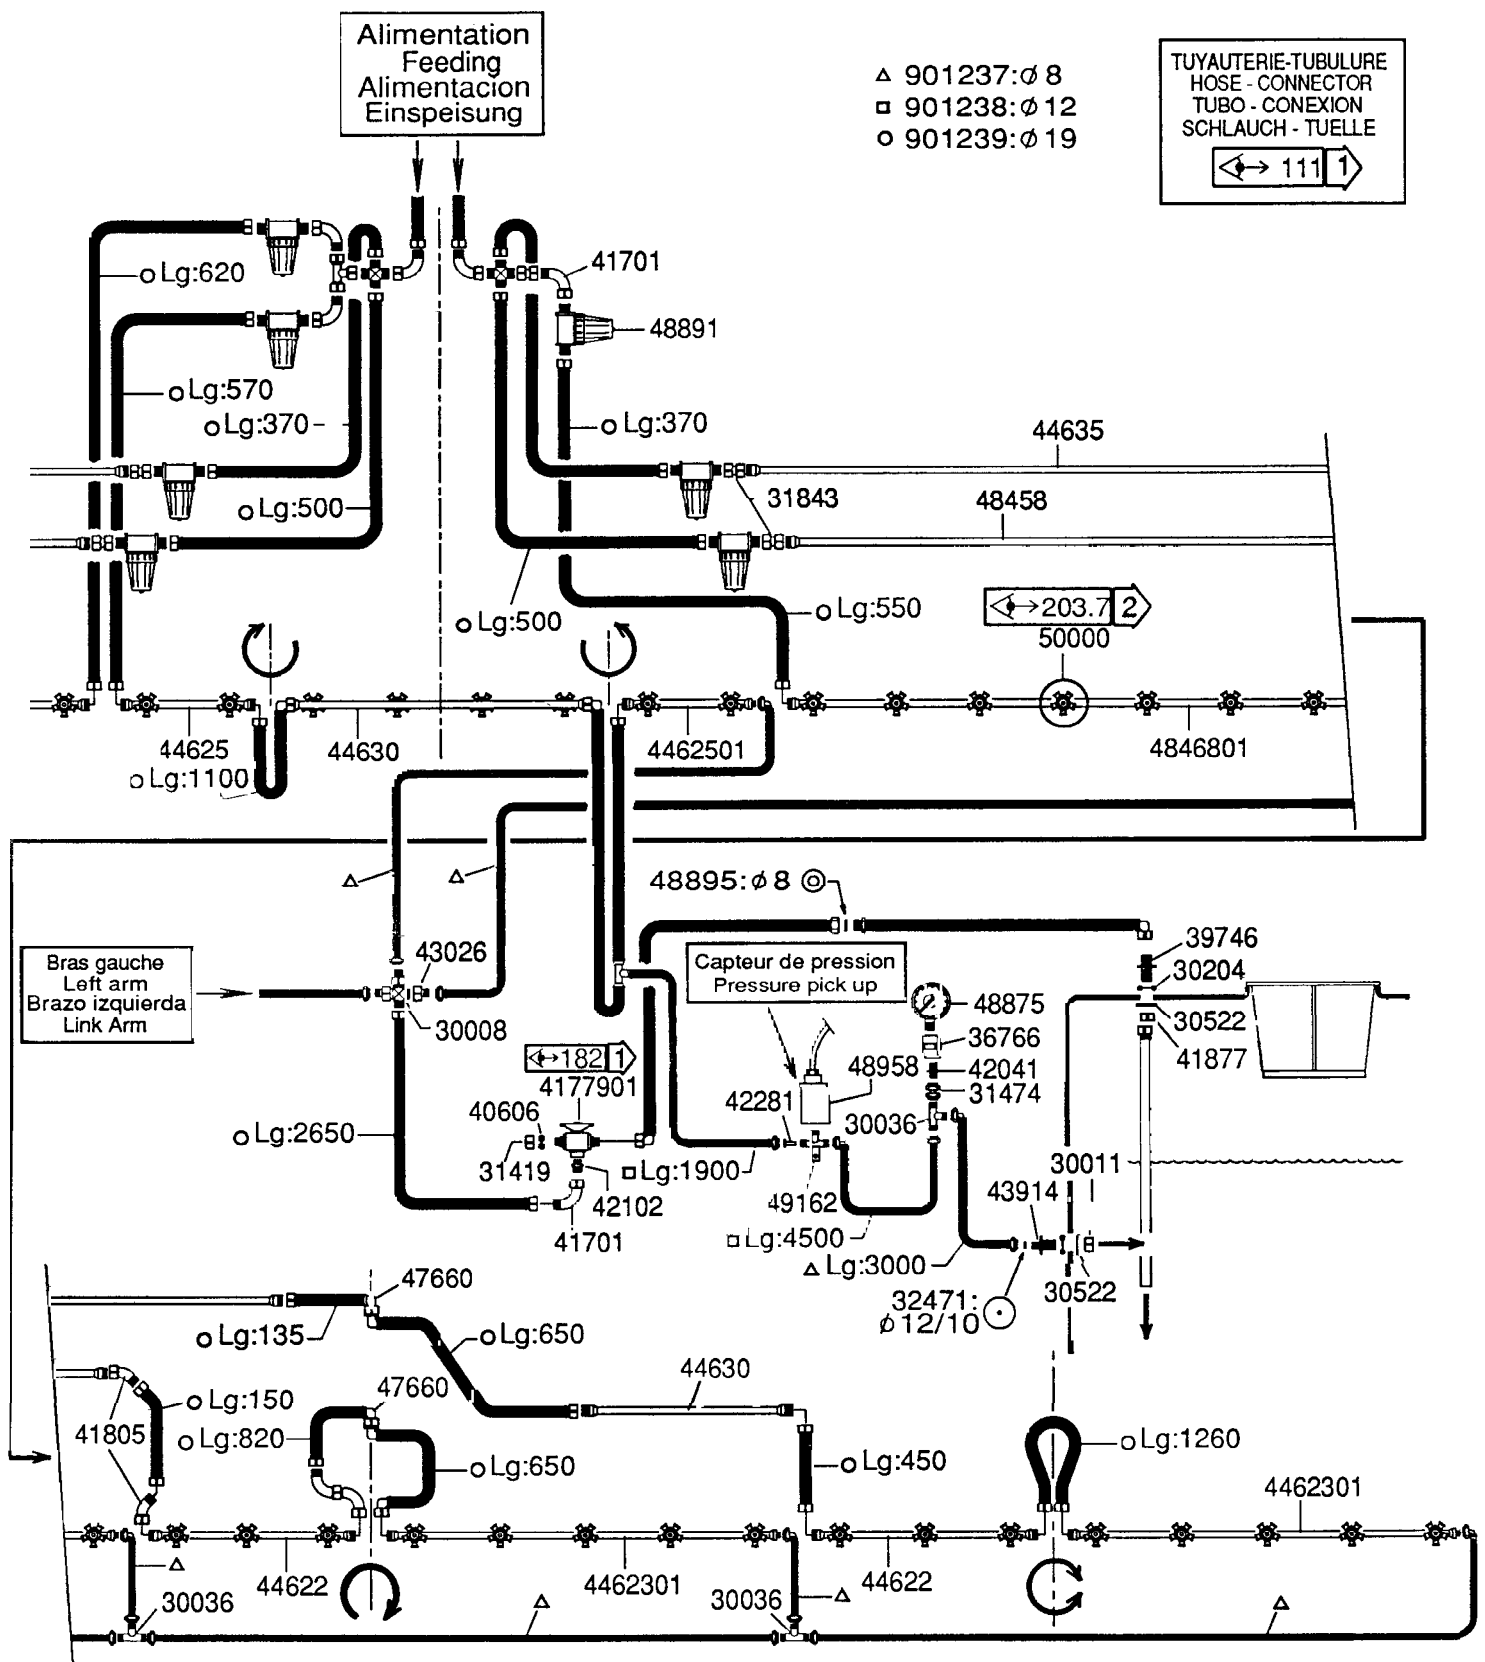 Alimentation
Feeding
Alimentacion
Einspeisung
△ 901237:ϕ 8
□ 901238:ϕ 12
○ 901239:ϕ 19
TUYAUTERIE-TUBULURE
HOSE - CONNECTOR
TUBO - CONEXION
SCHLAUCH - TUELLE
111 1
○ Lg:620
41701
48891
○ Lg:570
○ Lg:370
○ Lg:370
44635
○ Lg:500
31843
48458
○ Lg:500
○ Lg:550
203.7 2
50000
44625
44630
4462501
4846801
○ Lg:1100
△
△
48895:ϕ 8
Bras gauche
Left arm
Brazo izquierda
Link Arm
43026
30008
Capteur de pression
Pressure pick up
39746
30204
30522
41877
48875
36766
42041
31474
48958
42281
30036
182 1
4177901
40606
31419
42102
41701
○ Lg:2650
□ Lg:1900
49162
□ Lg:4500
△ Lg:3000
30011
43914
30522
32471:
ϕ 12/10
47660
○ Lg:135
○ Lg:650
44630
○ Lg:150
47660
41805
○ Lg:820
○ Lg:650
○ Lg:450
○ Lg:1260
4462301
△
44622
4462301
44622
30036
△
30036
△
△